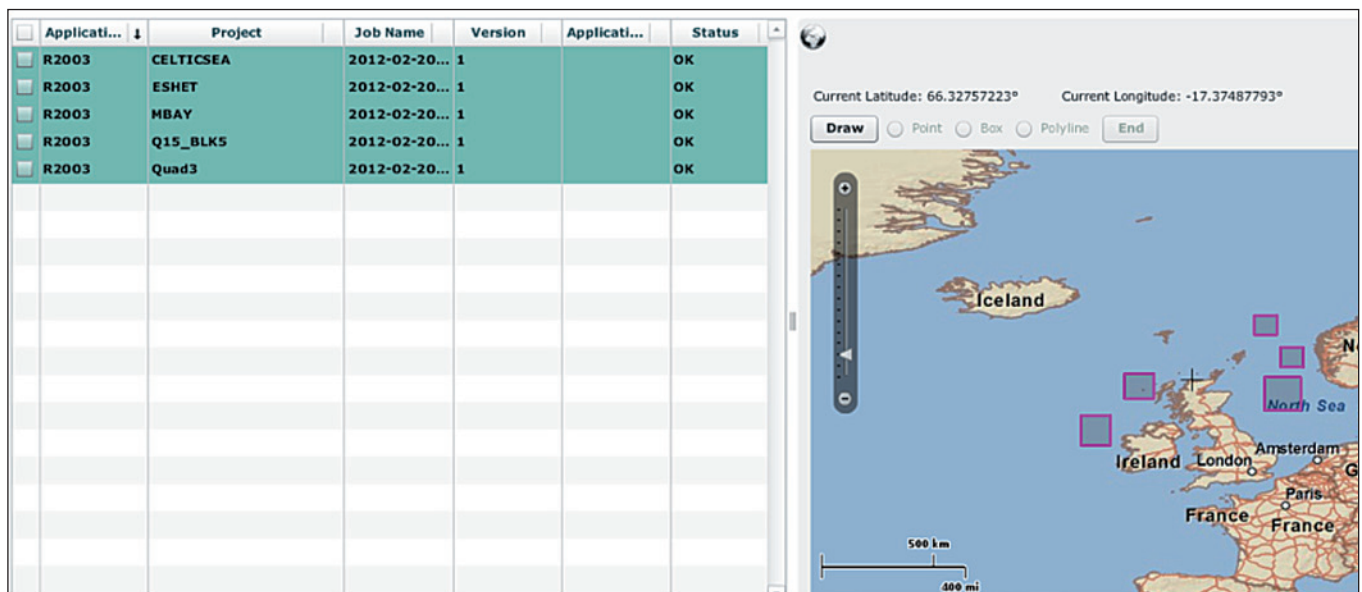 Applicati... Project Job Name Version Applicati... Status
R2003 CELTICSEA 2012-02-20... 1 OK
R2003 ESHET 2012-02-20... 1 OK
R2003 MBAY 2012-02-20... 1 OK
R2003 Q15_BLK5 2012-02-20... 1 OK
R2003 Quad3 2012-02-20... 1 OK
Current Latitude: 66.32757223° Current Longitude: -17.37487793°
Draw Point Box Polyline End
Iceland
N
North Sea
Amsterdam
Ireland London
G
Paris
France
France
500 km
400 mi